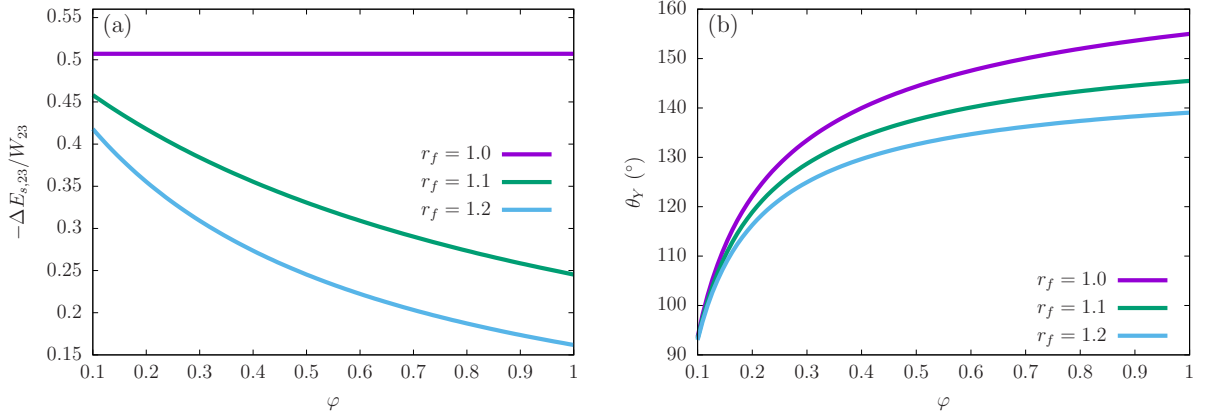 (a)
−ΔE_{s,23}/W_{23}
0.55
0.5
0.45
0.4
0.35
0.3
0.25
0.2
0.15
r_f = 1.0
r_f = 1.1
r_f = 1.2
0.1 0.2 0.3 0.4 0.5 0.6 0.7 0.8 0.9 1
φ
(b)
θ_Y (°)
160
150
140
130
120
110
100
90
r_f = 1.0
r_f = 1.1
r_f = 1.2
0.1 0.2 0.3 0.4 0.5 0.6 0.7 0.8 0.9 1
φ